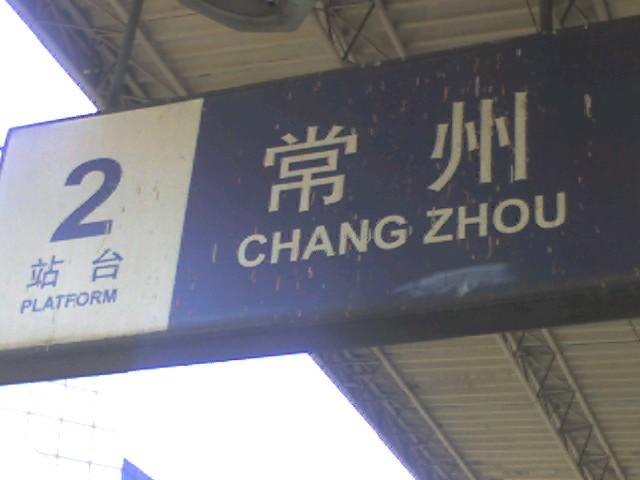 2
站台
PLATFORM
常州
CHANG ZHOU